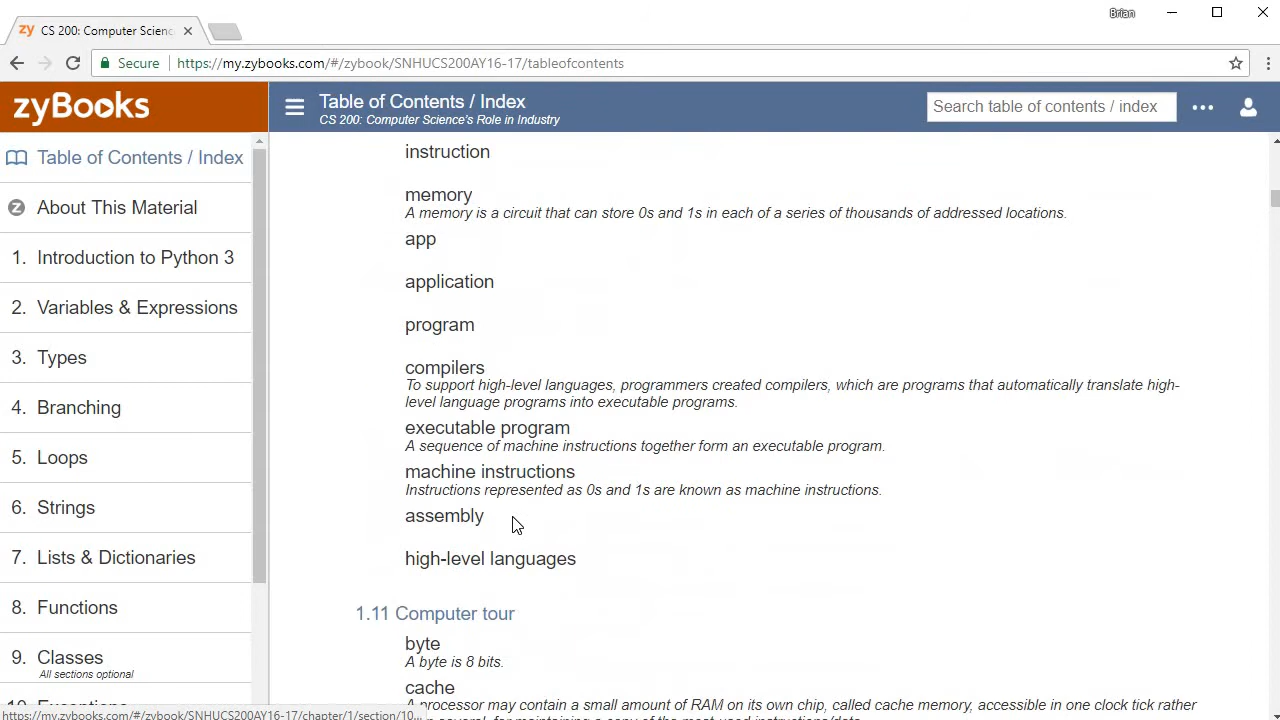 Brian
zy CS 200: Computer Scienc
Secure https://my.zybooks.com/#/zybook/SNHUCS200AY16-17/tableofcontents
zyBooks
Table of Contents / Index
CS 200: Computer Science's Role in Industry
Search table of contents / index
Table of Contents / Index
About This Material
1. Introduction to Python 3
2. Variables & Expressions
3. Types
4. Branching
5. Loops
6. Strings
7. Lists & Dictionaries
8. Functions
9. Classes
All sections optional
instruction
memory
A memory is a circuit that can store 0s and 1s in each of a series of thousands of addressed locations.
app
application
program
compilers
To support high-level languages, programmers created compilers, which are programs that automatically translate high-
level language programs into executable programs.
executable program
A sequence of machine instructions together form an executable program.
machine instructions
Instructions represented as 0s and 1s are known as machine instructions.
assembly
high-level languages
1.11 Computer tour
byte
A byte is 8 bits.
cache
A processor may contain a small amount of RAM on its own chip, called cache memory, accessible in one clock tick rather
https://my.zybooks.com/#/zybook/SNHUCS200AY16-17/chapter/1/section/10...